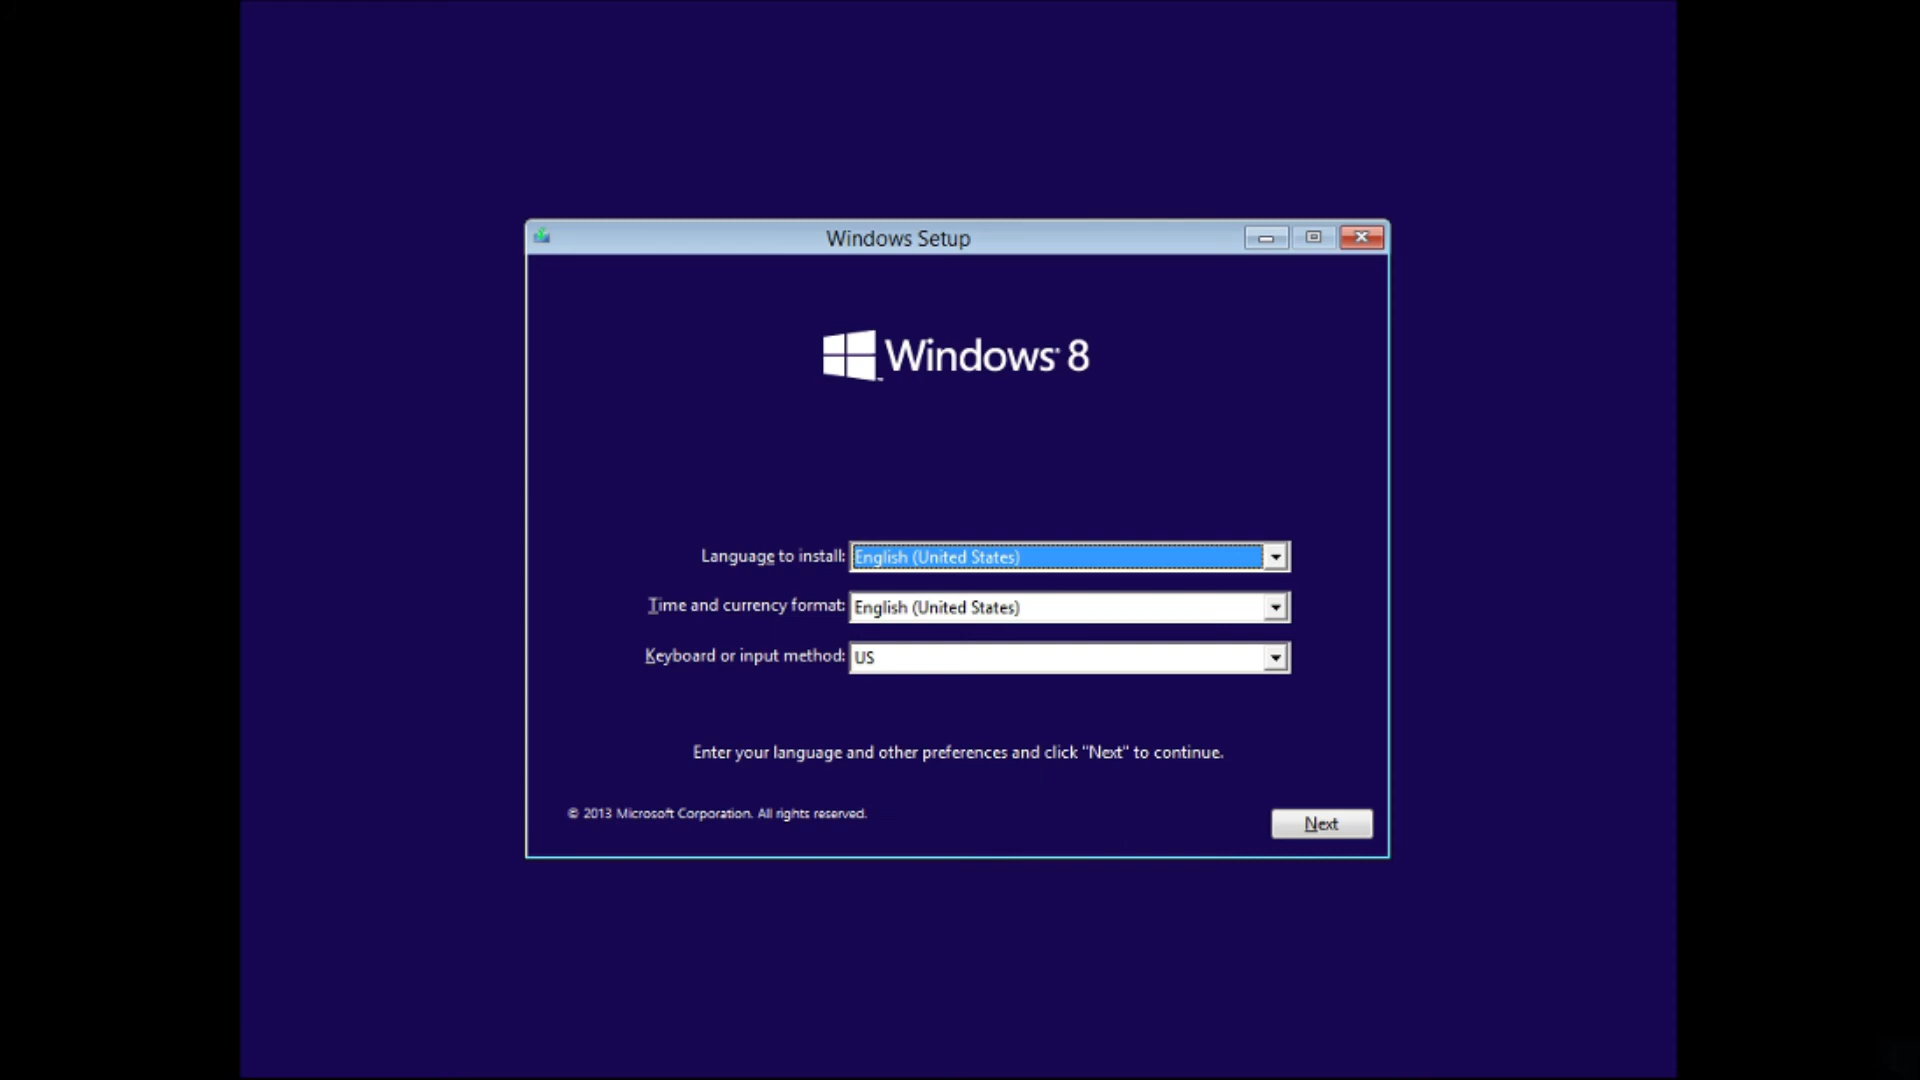 Windows Setup
Windows 8
Language to install: English (United States)
Time and currency format: English (United States)
Keyboard or input method: US
Enter your language and other preferences and click "Next" to continue.
© 2013 Microsoft Corporation. All rights reserved.
Next